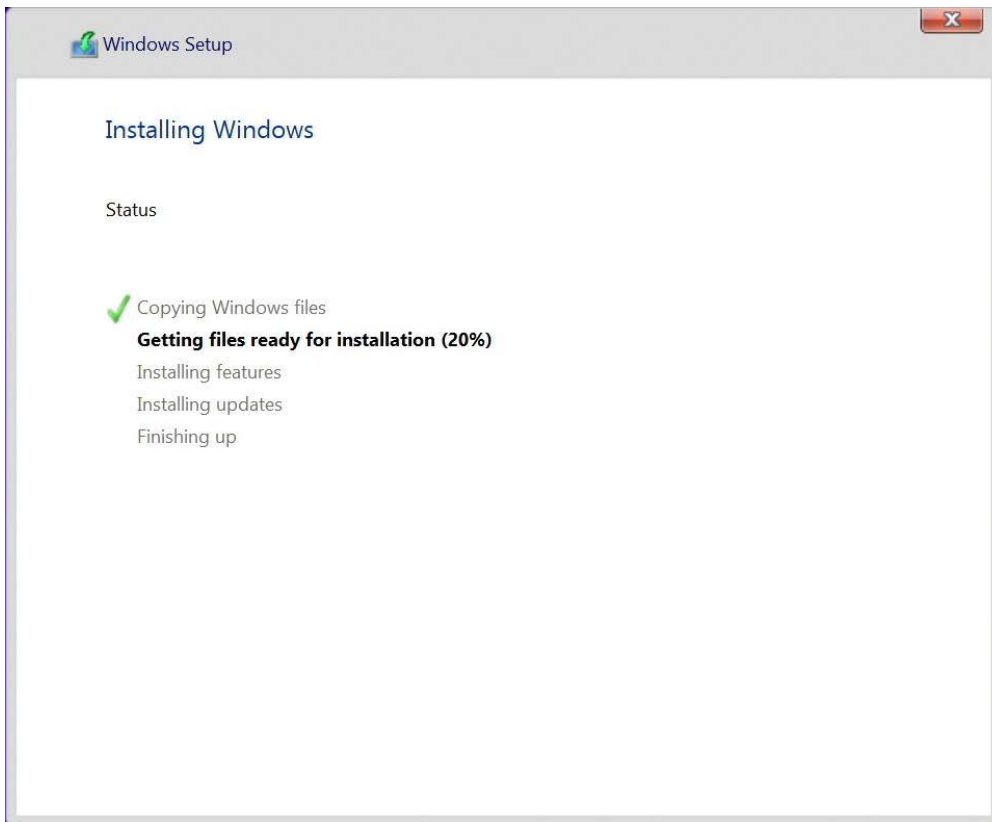 Windows Setup
Installing Windows
Status
Copying Windows files
Getting files ready for installation (20%)
Installing features
Installing updates
Finishing up